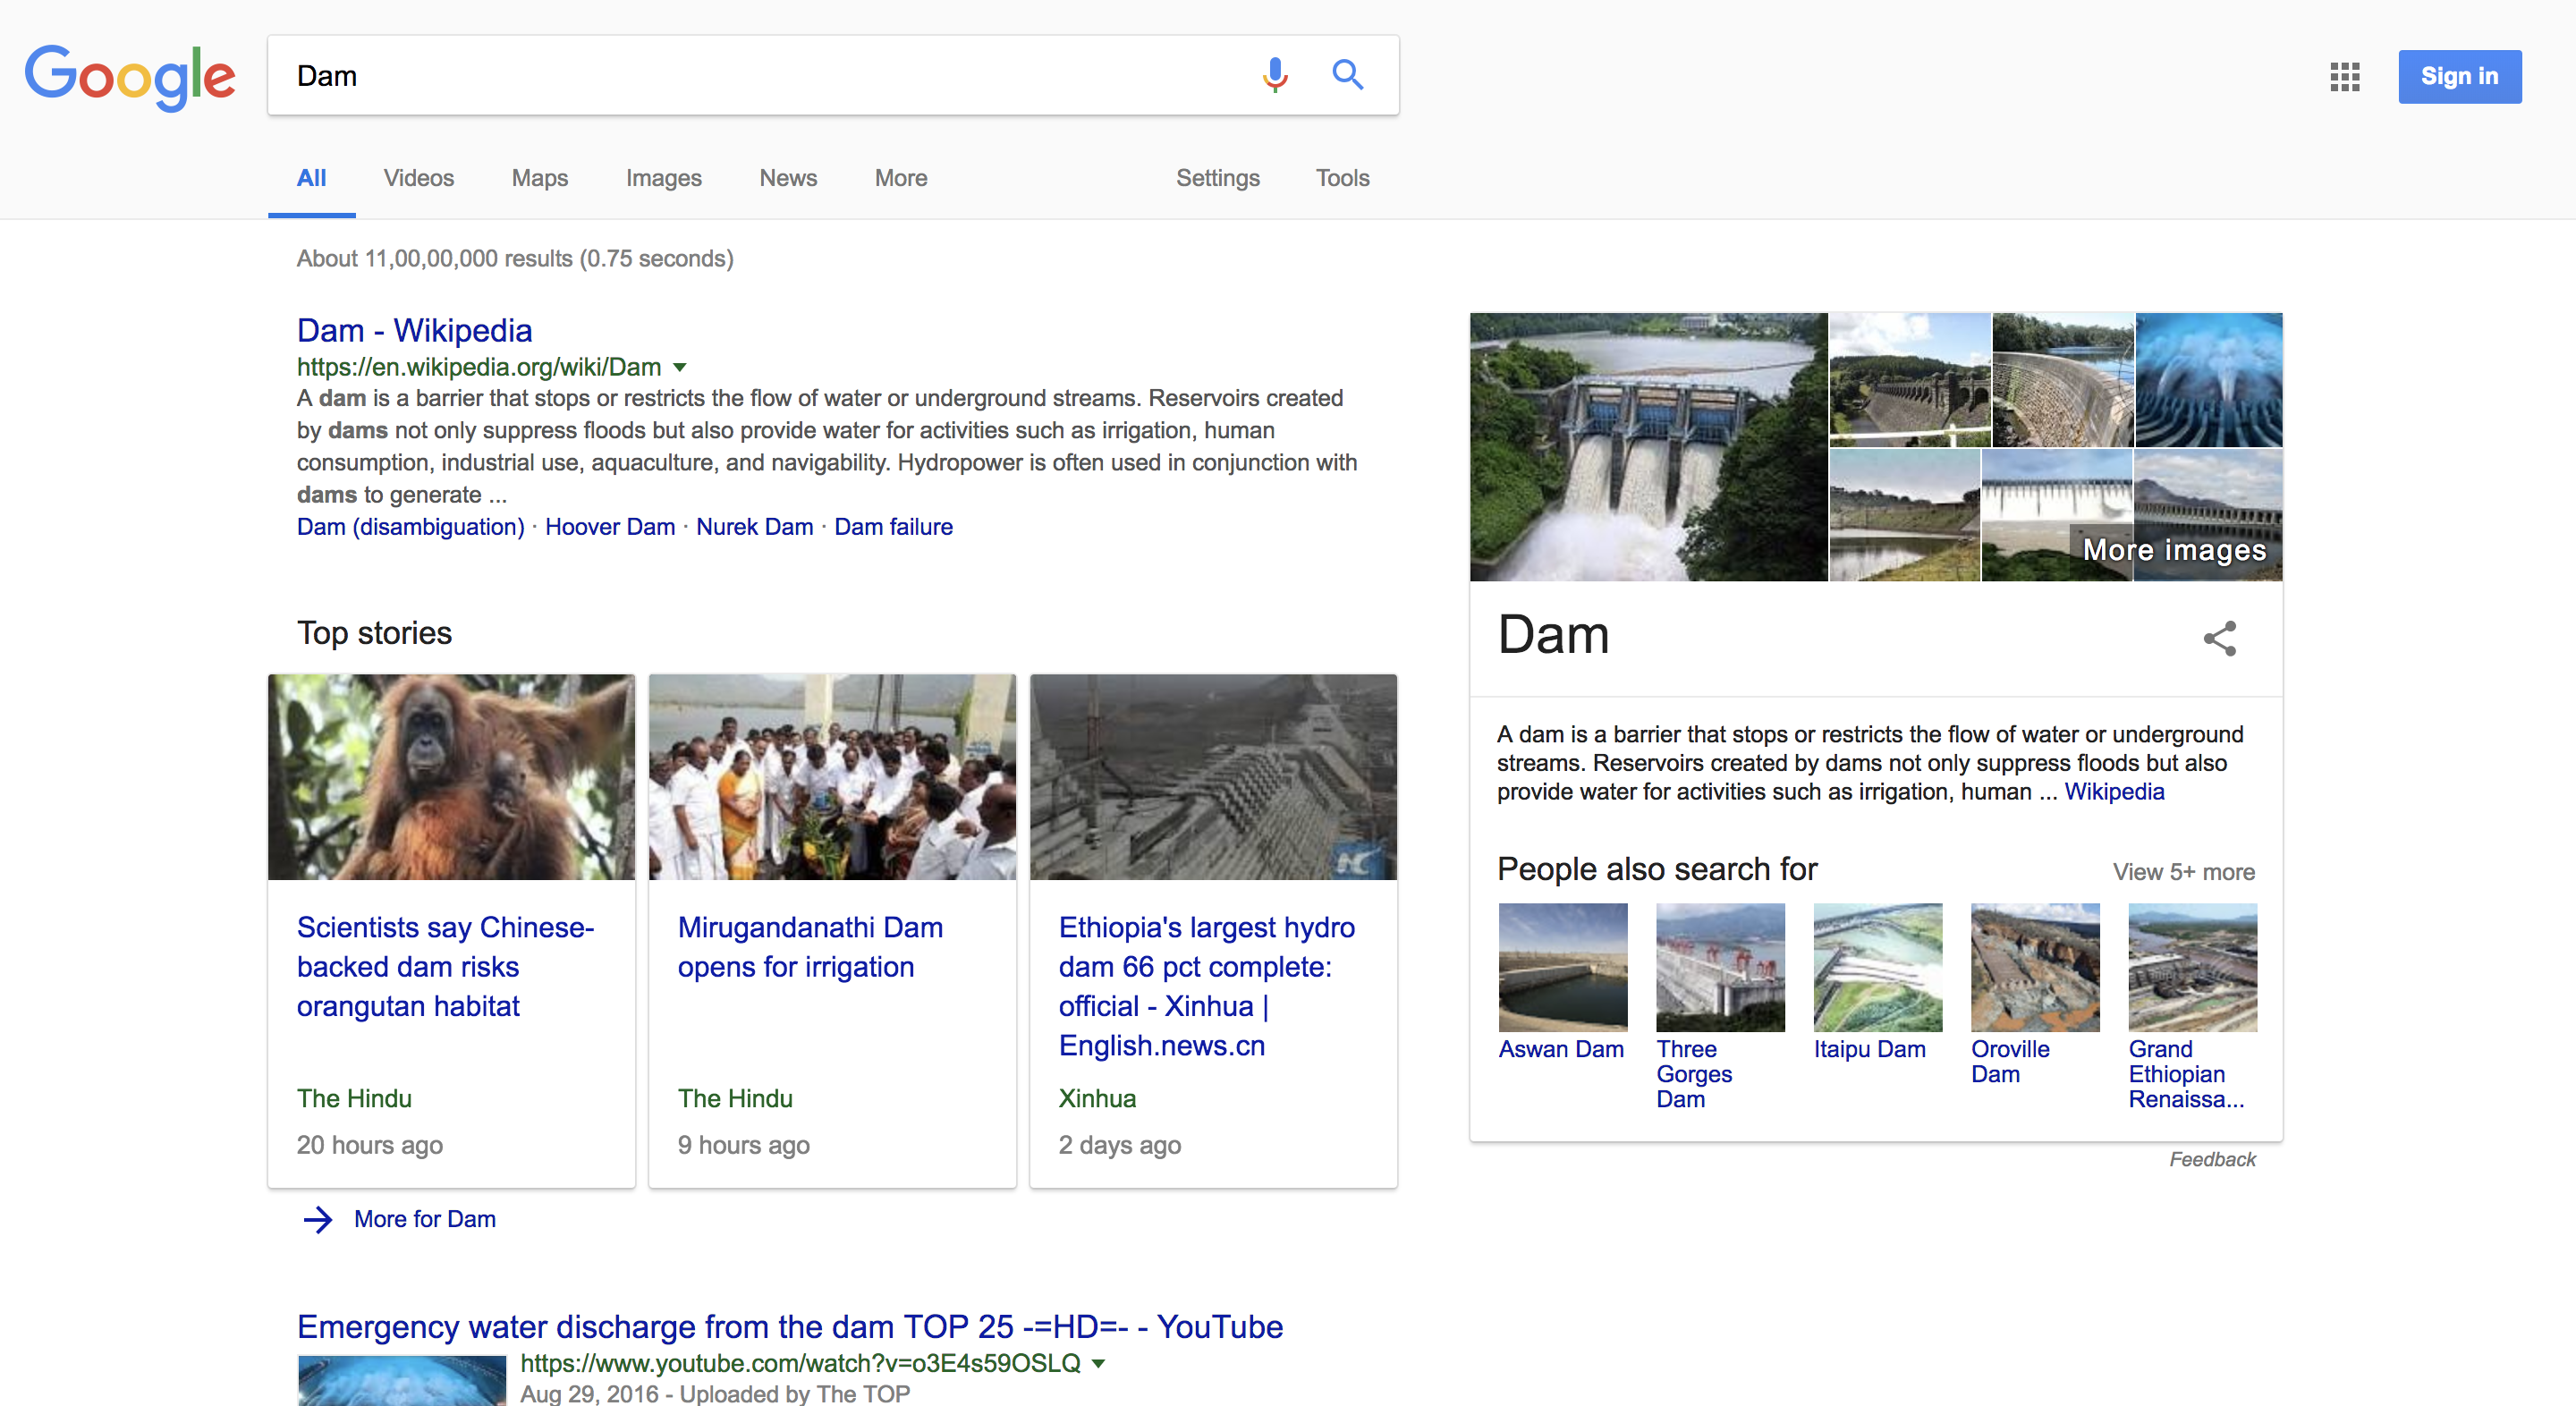 Google
Dam
Sign in
All
Videos
Maps
Images
News
More
Settings
Tools
About 11,00,00,000 results (0.75 seconds)
Dam - Wikipedia
https://en.wikipedia.org/wiki/Dam
A dam is a barrier that stops or restricts the flow of water or underground streams. Reservoirs created
by dams not only suppress floods but also provide water for activities such as irrigation, human
consumption, industrial use, aquaculture, and navigability. Hydropower is often used in conjunction with
dams to generate ...
Dam (disambiguation) · Hoover Dam · Nurek Dam · Dam failure
Top stories
Scientists say Chinese-
backed dam risks
orangutan habitat
The Hindu
20 hours ago
Mirugandanathi Dam
opens for irrigation
The Hindu
9 hours ago
Ethiopia's largest hydro
dam 66 pct complete:
official - Xinhua |
English.news.cn
Xinhua
2 days ago
More for Dam
Emergency water discharge from the dam TOP 25 -=HD=- - YouTube
https://www.youtube.com/watch?v=o3E4s59OSLQ
Aug 29, 2016 - Uploaded by The TOP
More images
Dam
A dam is a barrier that stops or restricts the flow of water or underground
streams. Reservoirs created by dams not only suppress floods but also
provide water for activities such as irrigation, human ... Wikipedia
People also search for
View 5+ more
Aswan Dam
Three
Gorges
Dam
Itaipu Dam
Oroville
Dam
Grand
Ethiopian
Renaissa...
Feedback